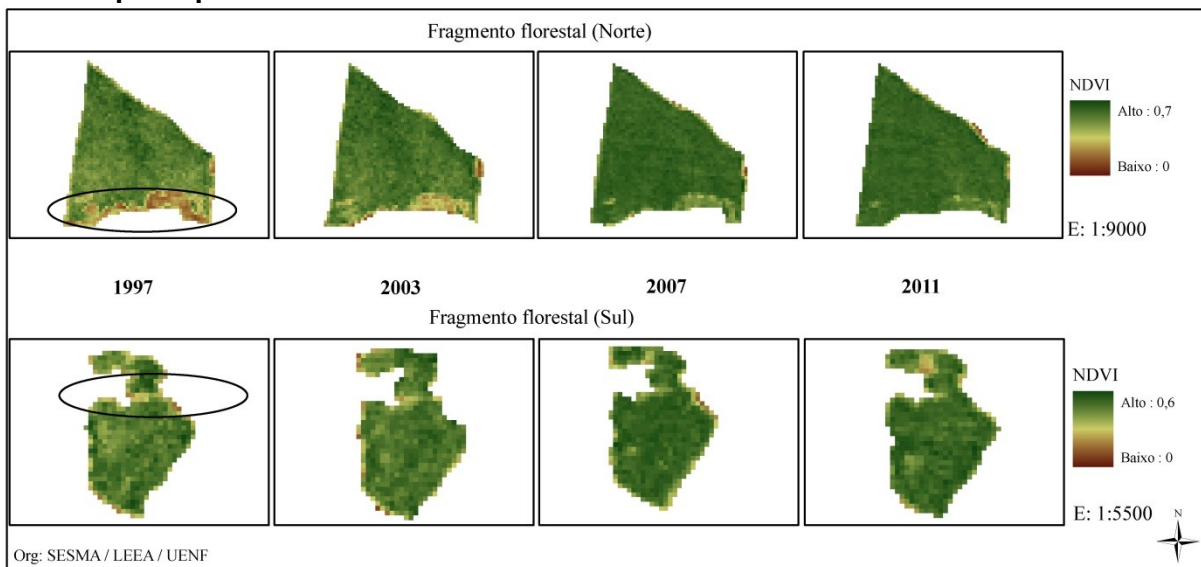 Fragmento florestal (Norte)
NDVI
Alto : 0,7
Baixo : 0
E: 1:9000
1997 2003 2007 2011
Fragmento florestal (Sul)
NDVI
Alto : 0,6
Baixo : 0
E: 1:5500
N
Org: SESMA / LEEA / UENF